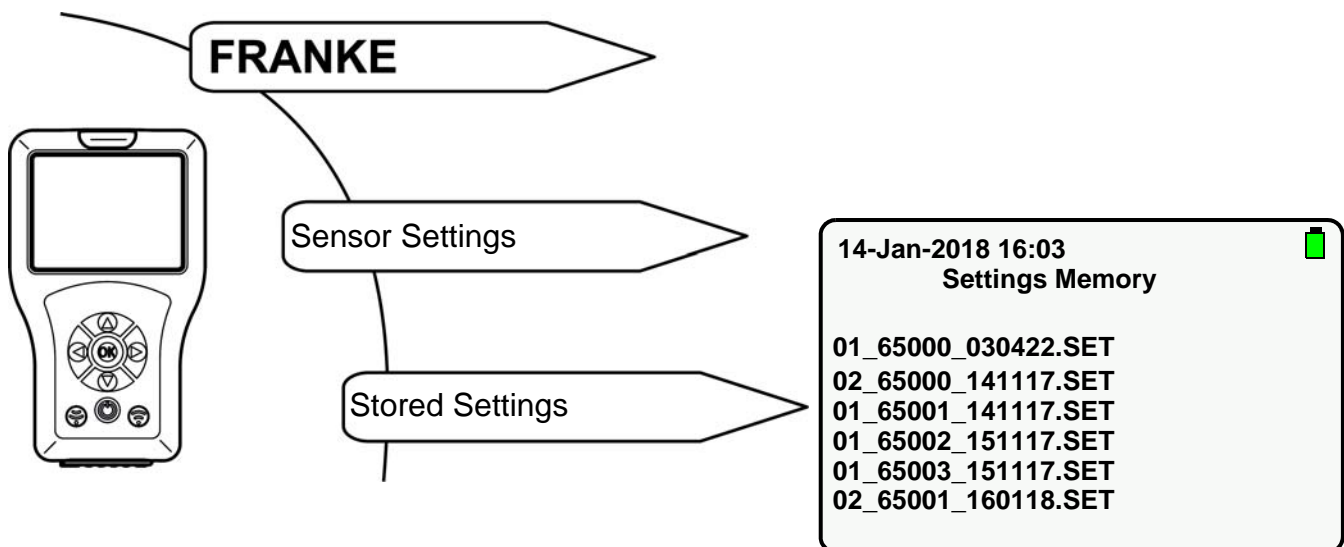 FRANKE
Sensor Settings
Stored Settings
OK
14-Jan-2018 16:03
Settings Memory
01_65000_030422.SET
02_65000_141117.SET
01_65001_141117.SET
01_65002_151117.SET
01_65003_151117.SET
02_65001_160118.SET